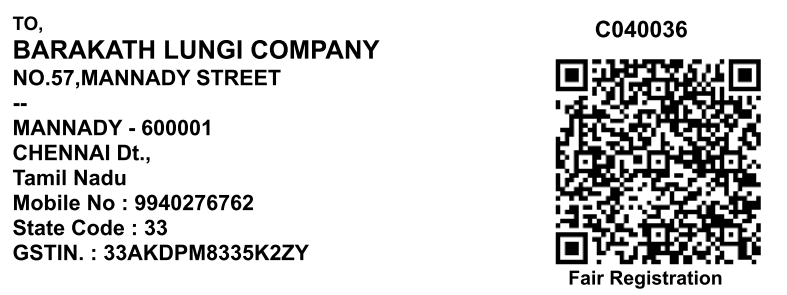 TO,
BARAKATH LUNGI COMPANY
NO.57,MANNADY STREET
--
MANNADY - 600001
CHENNAI Dt.,
Tamil Nadu
Mobile No : 9940276762
State Code : 33
GSTIN. : 33AKDPM8335K2ZY
C040036
Fair Registration